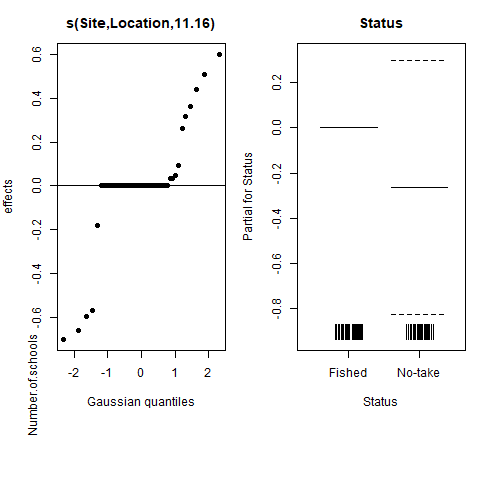 s(Site,Location,11.16)
effects
Number.of.schools
0.6
0.4
0.2
0.0
-0.2
-0.4
-0.6
-2
-1
0
1
2
Gaussian quantiles
Status
Partial for Status
0.2
0.0
-0.2
-0.4
-0.6
-0.8
Fished
No-take
Status